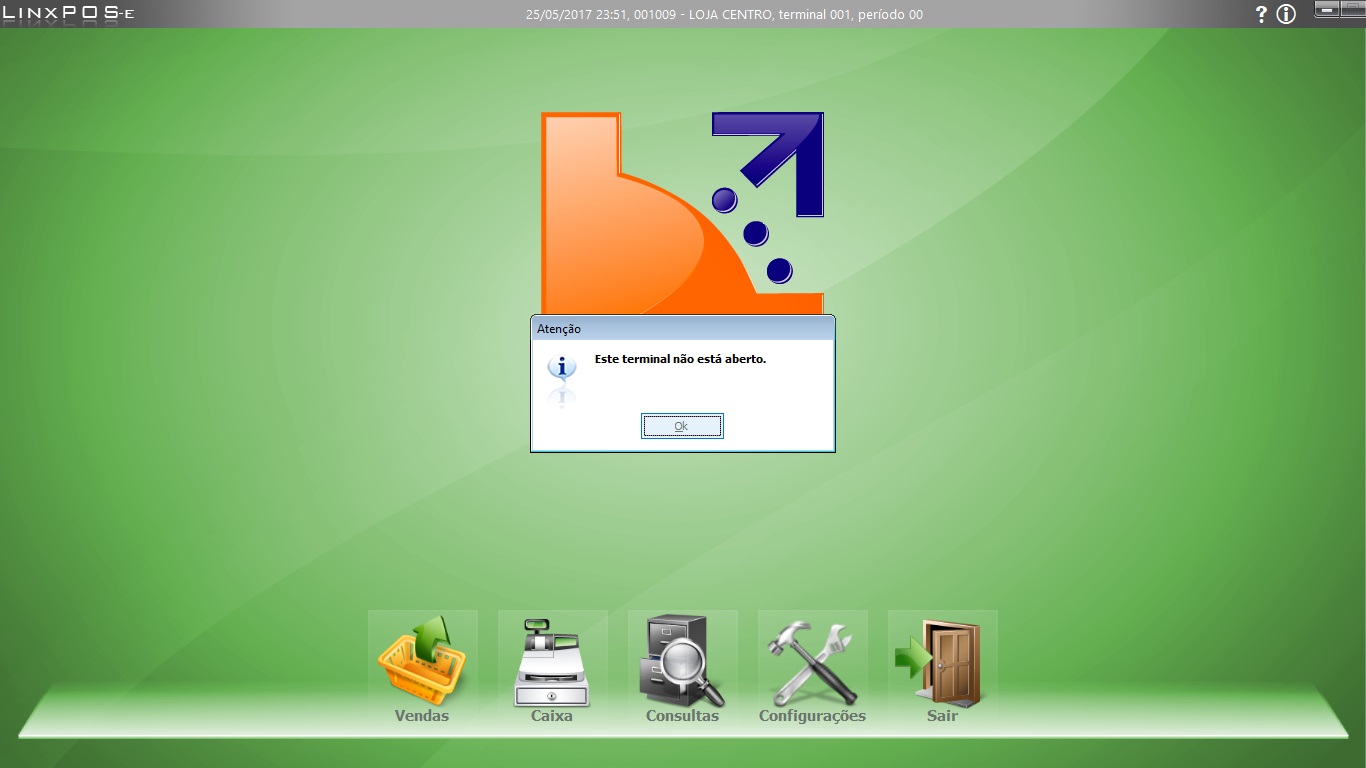 LINXPOS-E
25/05/2017 23:51, 001009 - LOJA CENTRO, terminal 001, período 00
Atenção
Este terminal não está aberto.
Ok
Vendas
Caixa
Consultas
Configurações
Sair